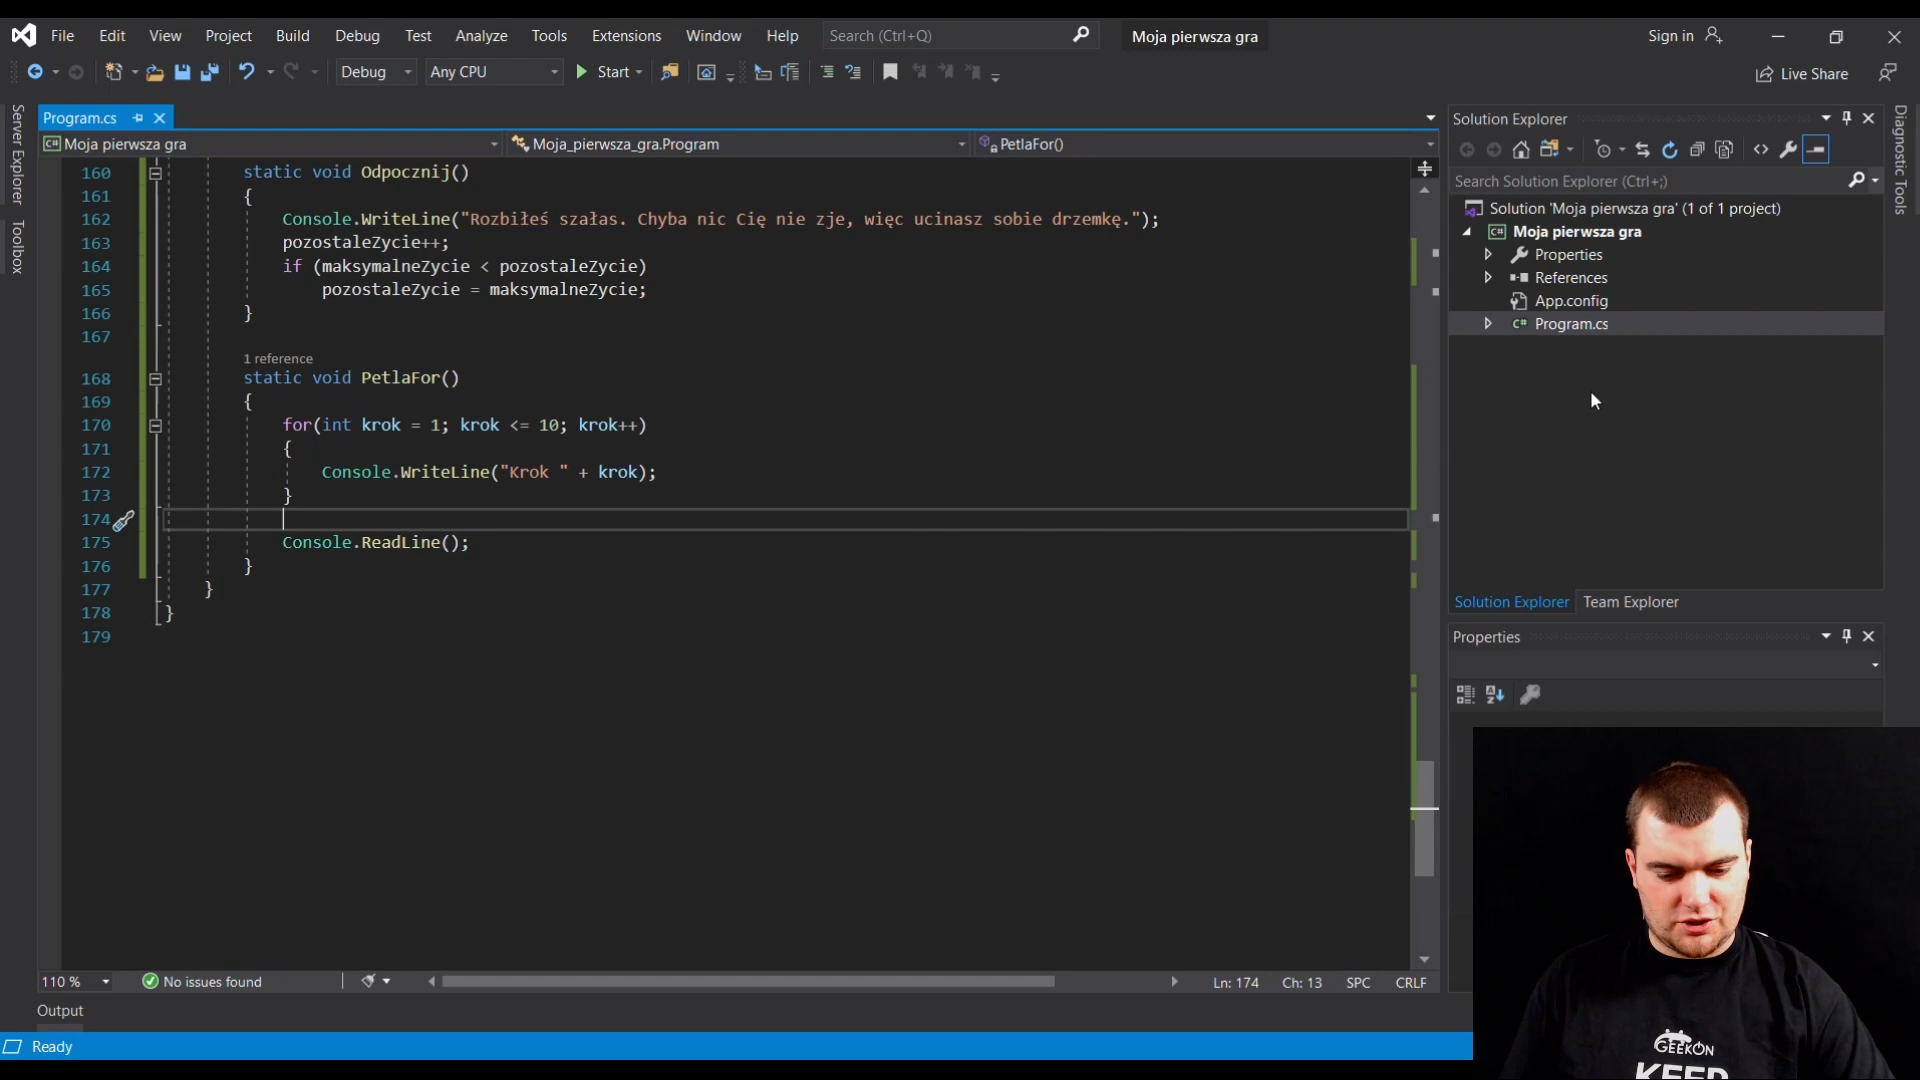 File Edit View Project Build Debug Test Analyze Tools Extensions Window Help Search (Ctrl+Q) Moja pierwsza gra Sign in
Debug Any CPU Start Live Share
Server Explorer
Toolbox
Program.cs
Moja pierwsza gra Moja_pierwsza_gra.Program PetlaFor()
160 static void Odpocznij()
161 {
162 Console.WriteLine("Rozbiłeś szałas. Chyba nic Cię nie zje, więc ucinasz sobie drzemkę.");
163 pozostaleZycie++;
164 if (maksymalneZycie < pozostaleZycie)
165 pozostaleZycie = maksymalneZycie;
166 }
167
1 reference
168 static void PetlaFor()
169 {
170 for(int krok = 1; krok <= 10; krok++)
171 {
172 Console.WriteLine("Krok " + krok);
173 }
174
175 Console.ReadLine();
176 }
177 }
178 }
179
110 % No issues found Ln: 174 Ch: 13 SPC CRLF
Output
Ready
Solution Explorer
Search Solution Explorer (Ctrl+;)
Solution 'Moja pierwsza gra' (1 of 1 project)
C# Moja pierwsza gra
Properties
References
App.config
C# Program.cs
Solution Explorer Team Explorer
Properties
Diagnostic Tools
GEEKON
KEEP